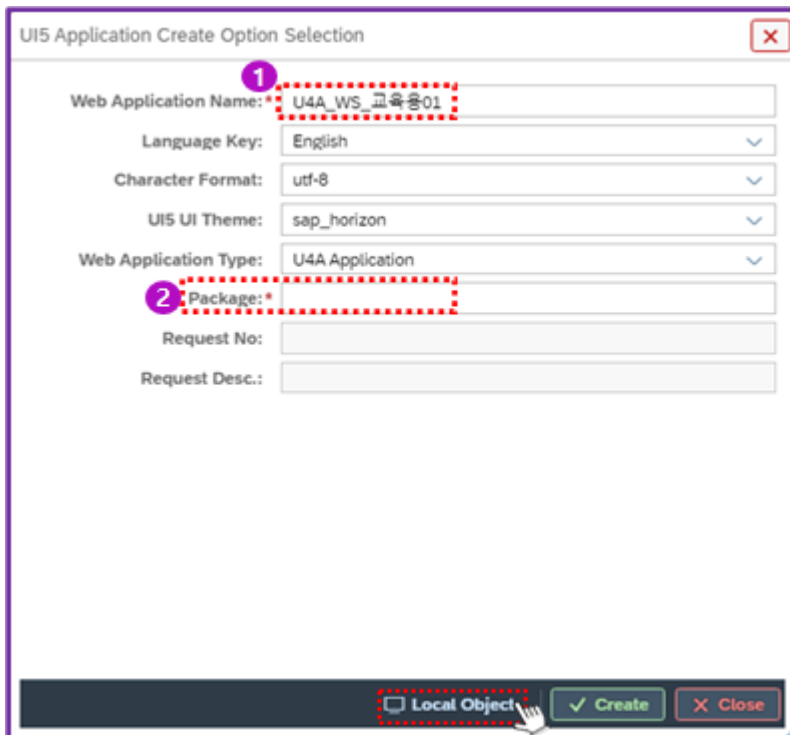 UI5 Application Create Option Selection
1
Web Application Name:* U4A_WS_교육용01
Language Key: English
Character Format: utf-8
UI5 UI Theme: sap_horizon
Web Application Type: U4A Application
2 Package:*
Request No:
Request Desc.:
Local Object Create Close